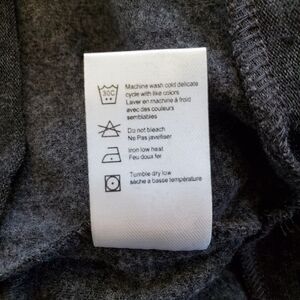 30C
Machine wash cold delicate
cycle with like colors
Laver en machine à froid
avec des couleurs
semblables
Do not bleach
Ne Pas javelliser
Iron low heat
Feu doux fer
Tumble dry low
sèche à basse température